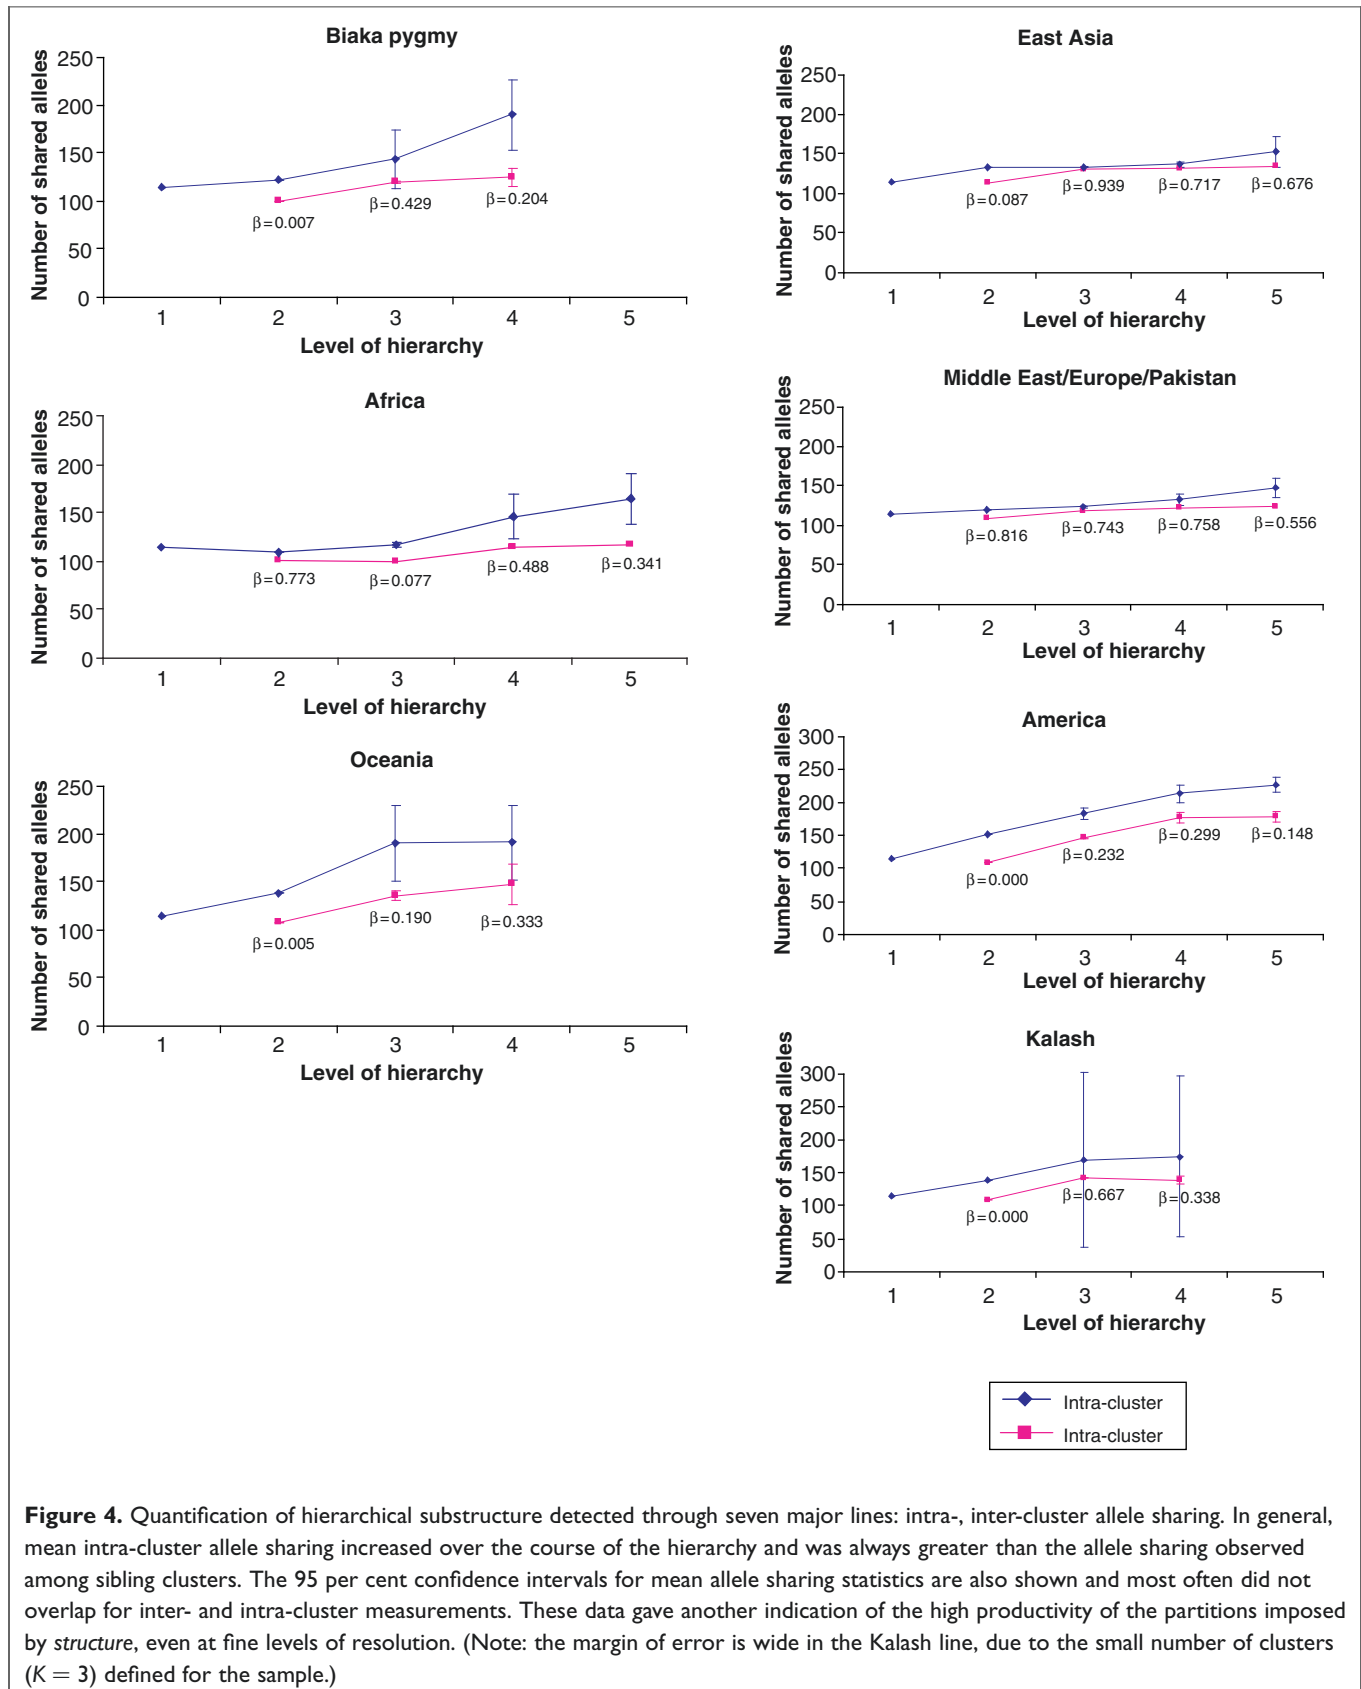 Biaka pygmy
Number of shared alleles
250
200
150
100
50
0
β=0.007
β=0.429
β=0.204
1 2 3 4 5
Level of hierarchy
Africa
Number of shared alleles
250
200
150
100
50
0
β=0.773
β=0.077
β=0.488
β=0.341
1 2 3 4 5
Level of hierarchy
Oceania
Number of shared alleles
250
200
150
100
50
0
β=0.005
β=0.190
β=0.333
1 2 3 4 5
Level of hierarchy
East Asia
Number of shared alleles
250
200
150
100
50
0
β=0.087
β=0.939
β=0.717
β=0.676
1 2 3 4 5
Level of hierarchy
Middle East/Europe/Pakistan
Number of shared alleles
250
200
150
100
50
0
β=0.816
β=0.743
β=0.758
β=0.556
1 2 3 4 5
Level of hierarchy
America
Number of shared alleles
300
250
200
150
100
50
0
β=0.000
β=0.232
β=0.299
β=0.148
1 2 3 4 5
Level of hierarchy
Kalash
Number of shared alleles
300
250
200
150
100
50
0
β=0.000
β=0.667
β=0.338
1 2 3 4 5
Level of hierarchy
Intra-cluster
Intra-cluster
Figure 4. Quantification of hierarchical substructure detected through seven major lines: intra-, inter-cluster allele sharing. In general,
mean intra-cluster allele sharing increased over the course of the hierarchy and was always greater than the allele sharing observed
among sibling clusters. The 95 per cent confidence intervals for mean allele sharing statistics are also shown and most often did not
overlap for inter- and intra-cluster measurements. These data gave another indication of the high productivity of the partitions imposed
by structure, even at fine levels of resolution. (Note: the margin of error is wide in the Kalash line, due to the small number of clusters
(K = 3) defined for the sample.)